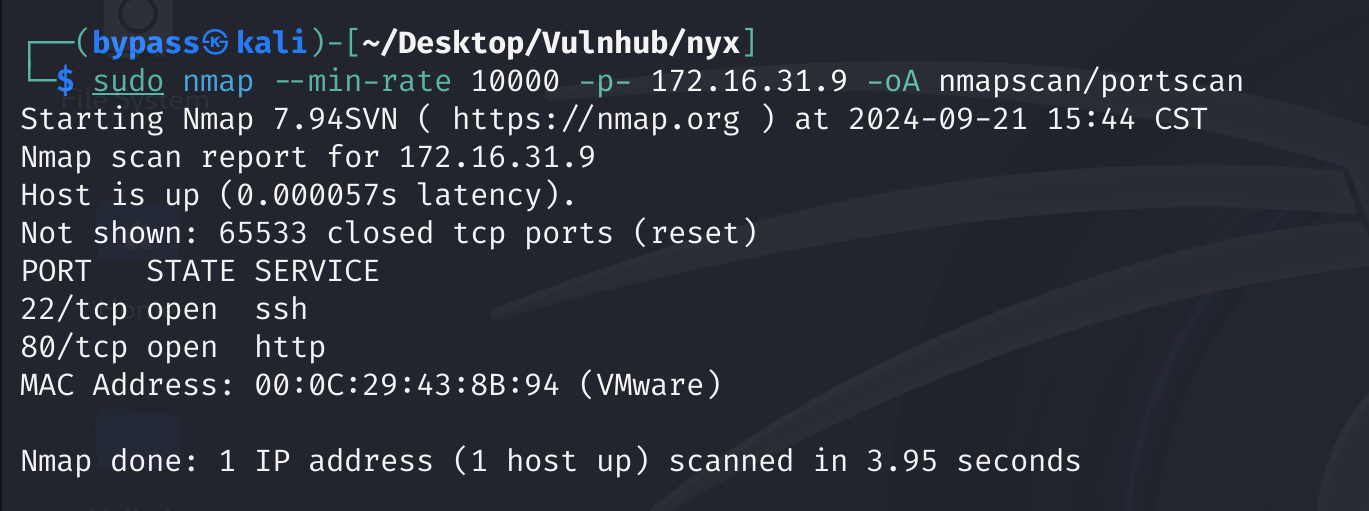 ┌──(bypass㉿kali)-[~/Desktop/Vulnhub/nyx]
└─$ sudo nmap --min-rate 10000 -p- 172.16.31.9 -oA nmapscan/portscan
File System
Starting Nmap 7.94SVN ( https://nmap.org ) at 2024-09-21 15:44 CST
Nmap scan report for 172.16.31.9
Host is up (0.000057s latency).
Not shown: 65533 closed tcp ports (reset)
PORT   STATE SERVICE
22/tcp open  ssh
80/tcp open  http
MAC Address: 00:0C:29:43:8B:94 (VMware)
Nmap done: 1 IP address (1 host up) scanned in 3.95 seconds